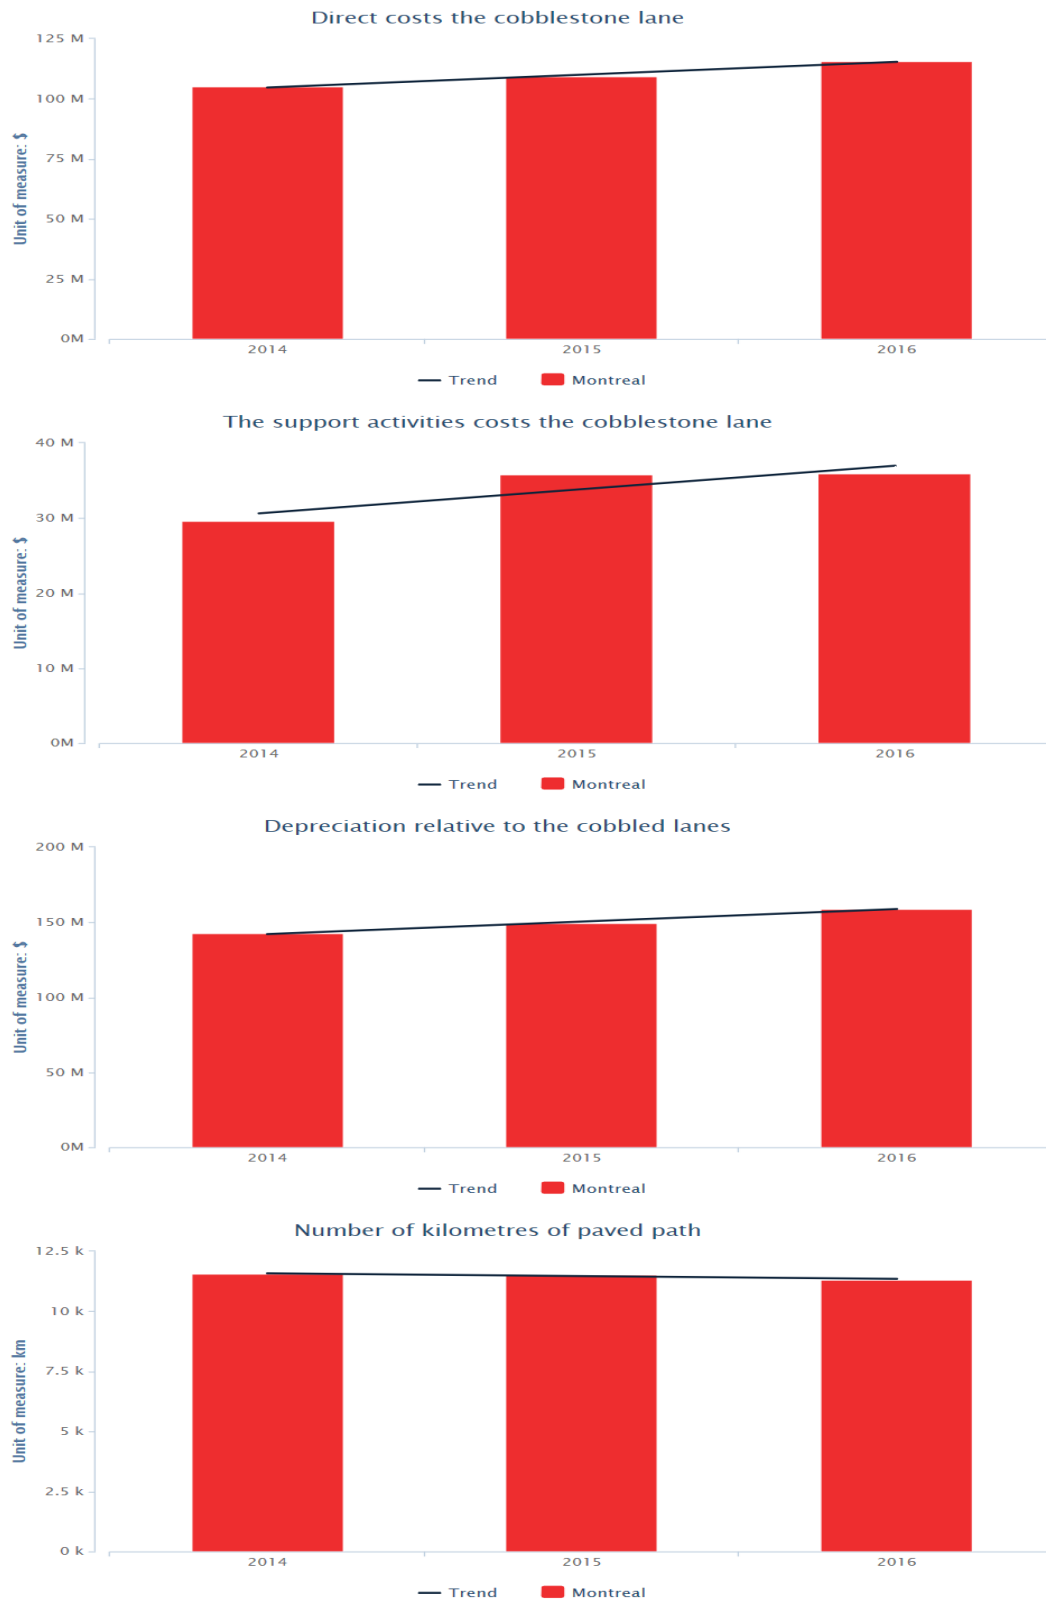 Direct costs the cobblestone lane
125 M
100 M
75 M
50 M
25 M
0M
Unit of measure: $
2014 2015 2016
Trend Montreal
The support activities costs the cobblestone lane
40 M
30 M
20 M
10 M
0M
Unit of measure: $
2014 2015 2016
Trend Montreal
Depreciation relative to the cobbled lanes
200 M
150 M
100 M
50 M
0M
Unit of measure: $
2014 2015 2016
Trend Montreal
Number of kilometres of paved path
12.5 k
10 k
7.5 k
5 k
2.5 k
0 k
Unit of measure: km
2014 2015 2016
Trend Montreal